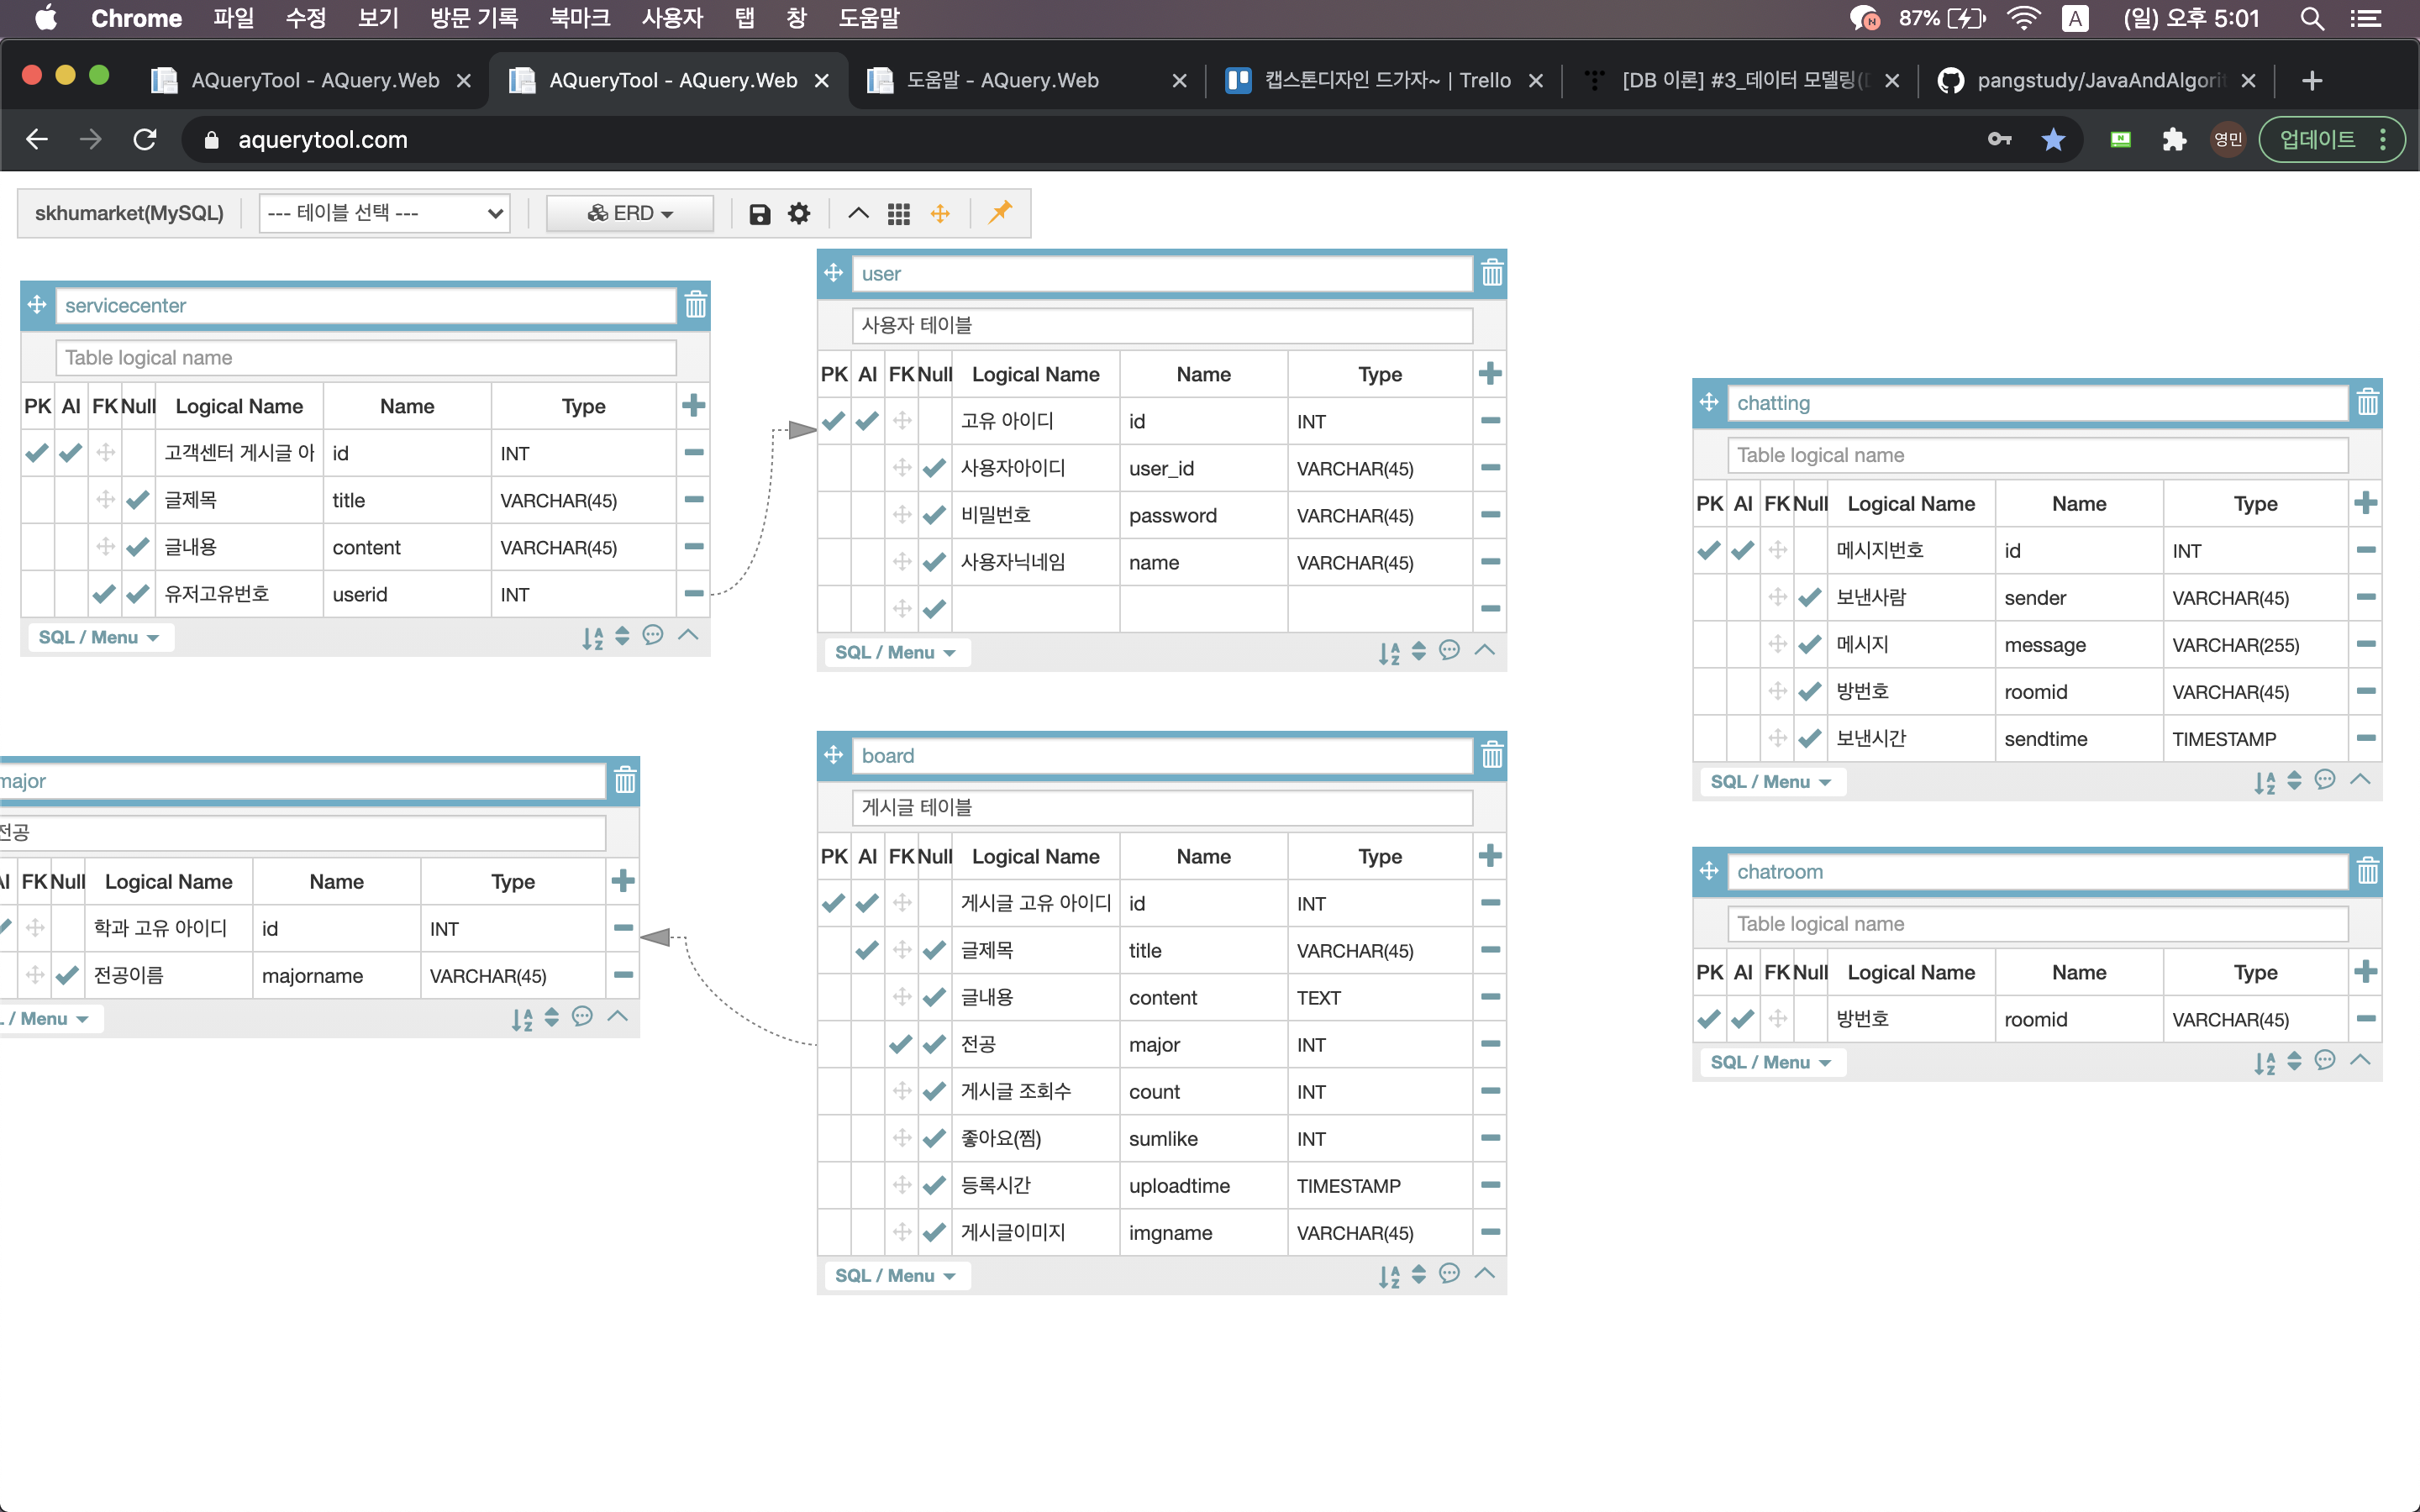 Chrome 파일 수정 보기 방문 기록 북마크 사용자 탭 창 도움말 87% A (일) 오후 5:01
AQueryTool - AQuery.Web AQueryTool - AQuery.Web 도움말 - AQuery.Web 캡스톤디자인 드가자~ | Trello [DB 이론] #3_데이터 모델링( pangstudy/JavaAndAlgori
aquerytool.com 영민 업데이트
skhumarket(MySQL) --- 테이블 선택 --- ERD
servicecenter
Table logical name
PK AI FK Null Logical Name Name Type
고객센터 게시글 아 id INT
글제목 title VARCHAR(45)
글내용 content VARCHAR(45)
유저고유번호 userid INT
SQL / Menu
user
사용자 테이블
PK AI FK Null Logical Name Name Type
고유 아이디 id INT
사용자아이디 user_id VARCHAR(45)
비밀번호 password VARCHAR(45)
사용자닉네임 name VARCHAR(45)
SQL / Menu
chatting
Table logical name
PK AI FK Null Logical Name Name Type
메시지번호 id INT
보낸사람 sender VARCHAR(45)
메시지 message VARCHAR(255)
방번호 roomid VARCHAR(45)
보낸시간 sendtime TIMESTAMP
SQL / Menu
major
전공
AI FK Null Logical Name Name Type
학과 고유 아이디 id INT
전공이름 majorname VARCHAR(45)
/ Menu
board
게시글 테이블
PK AI FK Null Logical Name Name Type
게시글 고유 아이디 id INT
글제목 title VARCHAR(45)
글내용 content TEXT
전공 major INT
게시글 조회수 count INT
좋아요(찜) sumlike INT
등록시간 uploadtime TIMESTAMP
게시글이미지 imgname VARCHAR(45)
SQL / Menu
chatroom
Table logical name
PK AI FK Null Logical Name Name Type
방번호 roomid VARCHAR(45)
SQL / Menu